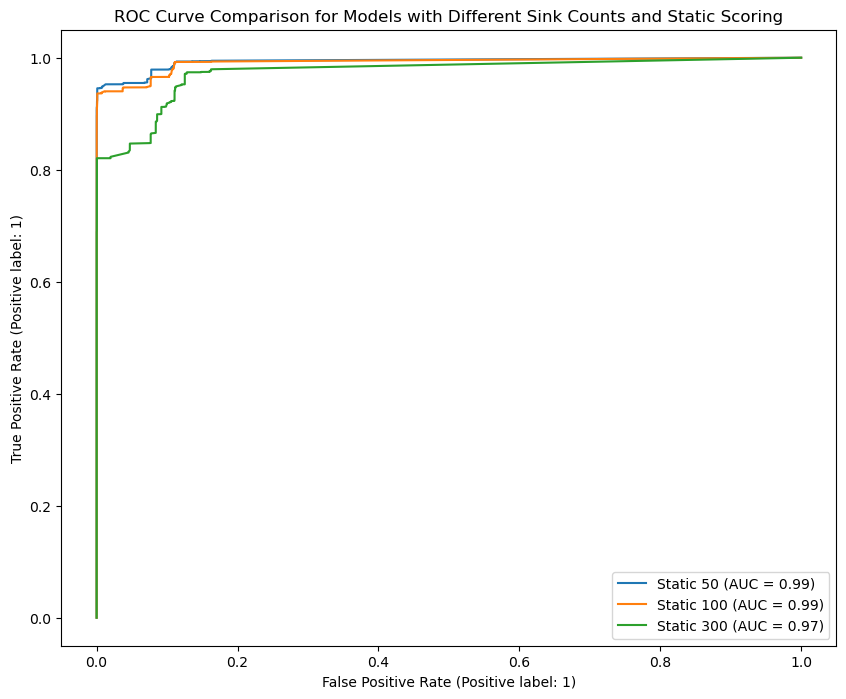 ROC Curve Comparison for Models with Different Sink Counts and Static Scoring
True Positive Rate (Positive label: 1)
1.0
0.8
0.6
0.4
0.2
0.0
Static 50 (AUC = 0.99)
Static 100 (AUC = 0.99)
Static 300 (AUC = 0.97)
0.0 0.2 0.4 0.6 0.8 1.0
False Positive Rate (Positive label: 1)